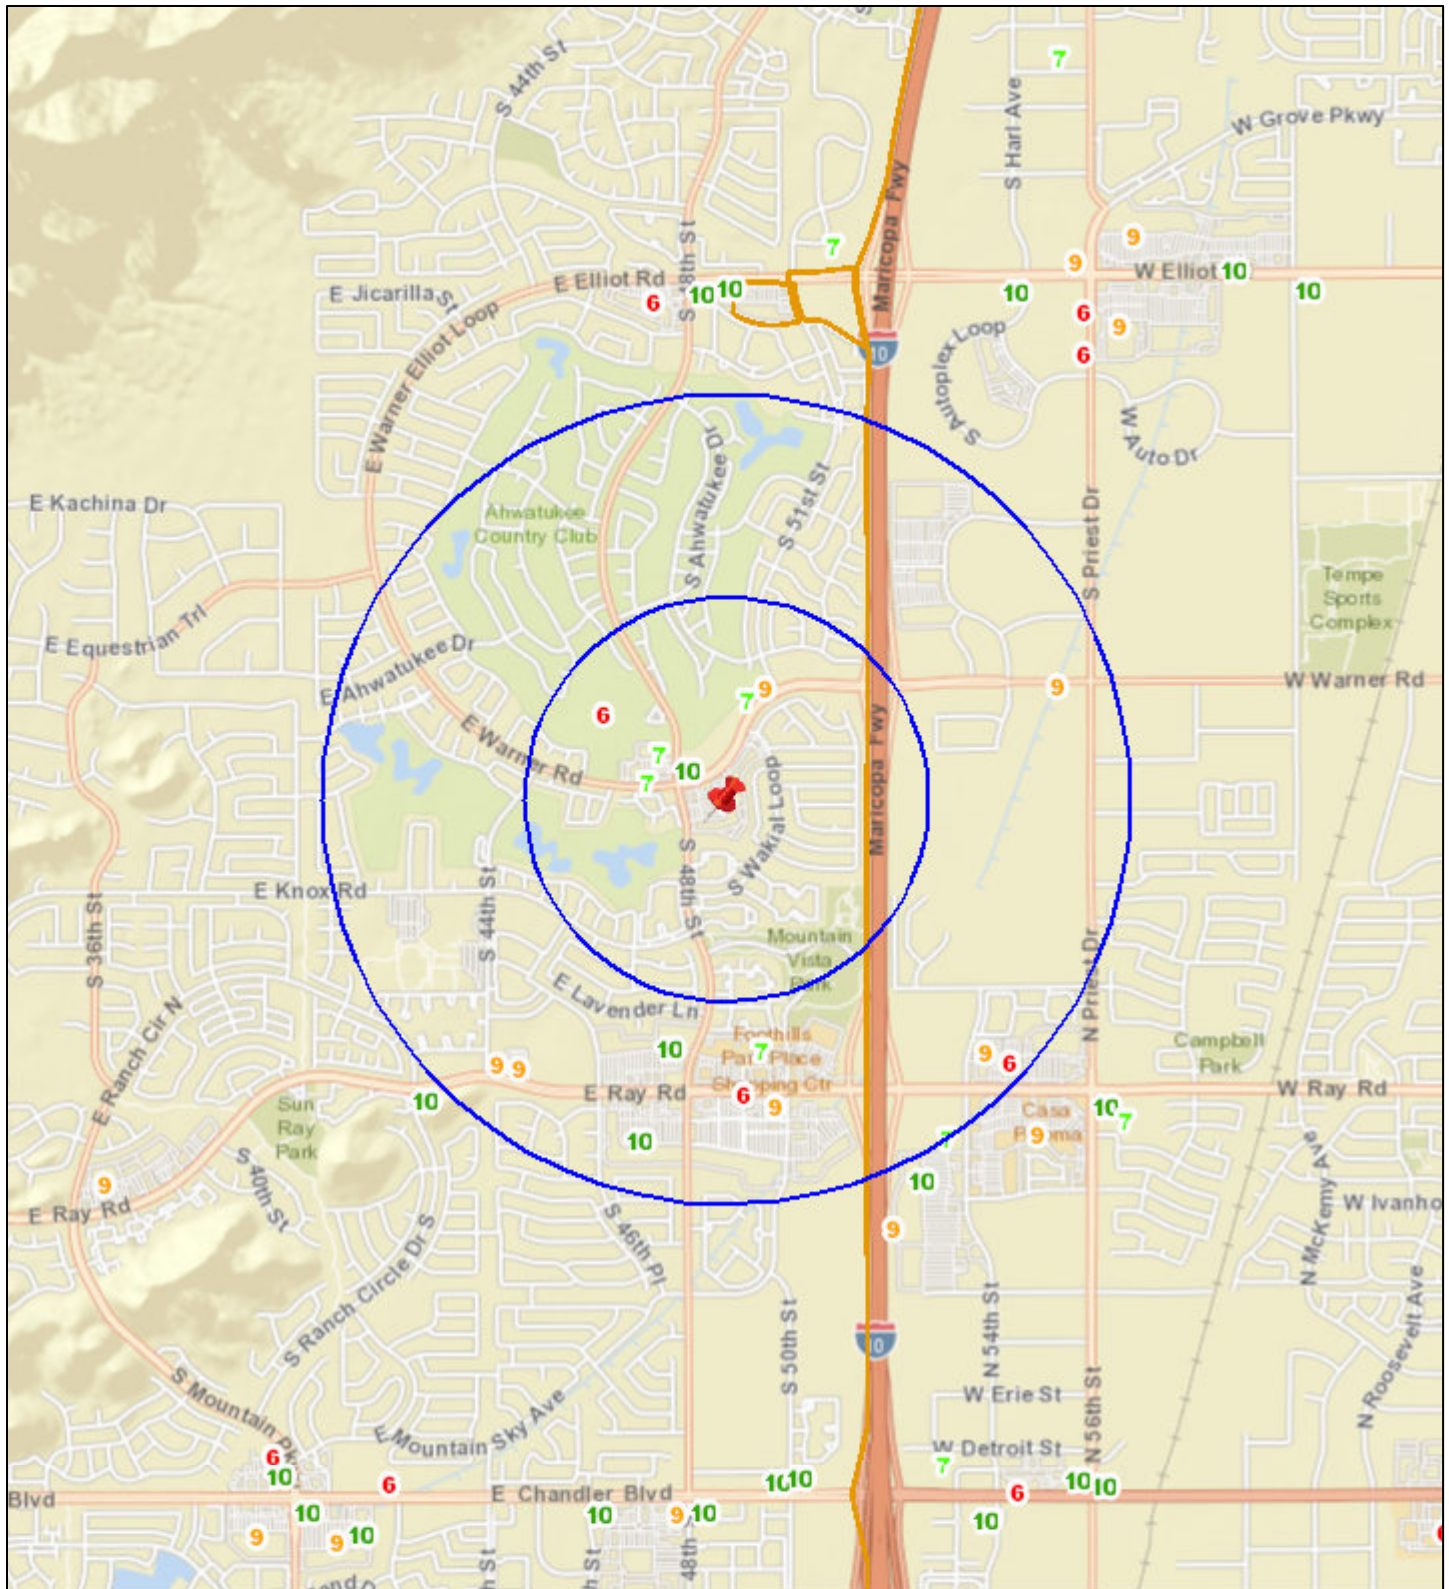 S 44th St
7
S Harl Ave
W Grove Pkwy
Maricopa Fwy
S 48th St
7
9
9
E Elliot Rd
W Elliot
10
E Jicarilla St
6
10
10
10
10
6
9
6
10
E Warner Elliot Loop
S Autoplex Loop
W Auto Dr
E Kachina Dr
Ahwatukee
Country Club
S Ahwatukee Dr
S 51st St
S Priest Dr
Tempe
Sports
Complex
E Equestrian Trl
E Ahwatukee Dr
7
9
9
W Warner Rd
6
E Warner Rd
7
7
10
Maricopa Fwy
S Wakial Loop
S 48th St
E Knox Rd
S 44th St
S 36th St
Mountain
Vista
Park
N Priest Dr
E Lavender Ln
E Ranch Cir N
Foothills
Park Place
Shopping Ctr
10
7
9
6
Campbell
Park
9
9
E Ray Rd
W Ray Rd
10
6
9
Sun
Ray
Park
Casa
9
10
7
10
7
10
S 40th St
N McKemy Ave
9
E Ray Rd
W Ivanho
S 46th Pl
9
S Ranch Circle Dr S
S 50th St
N 54th St
N Roosevelt Ave
10
S Mountain Pk
E Mountain Sky Ave
W Erie St
N 56th St
W Detroit St
6
10
6
7
10
10
10
10
Blvd
E Chandler Blvd
6
10
9
10
9
10
10
9
10
48th
h St
h St